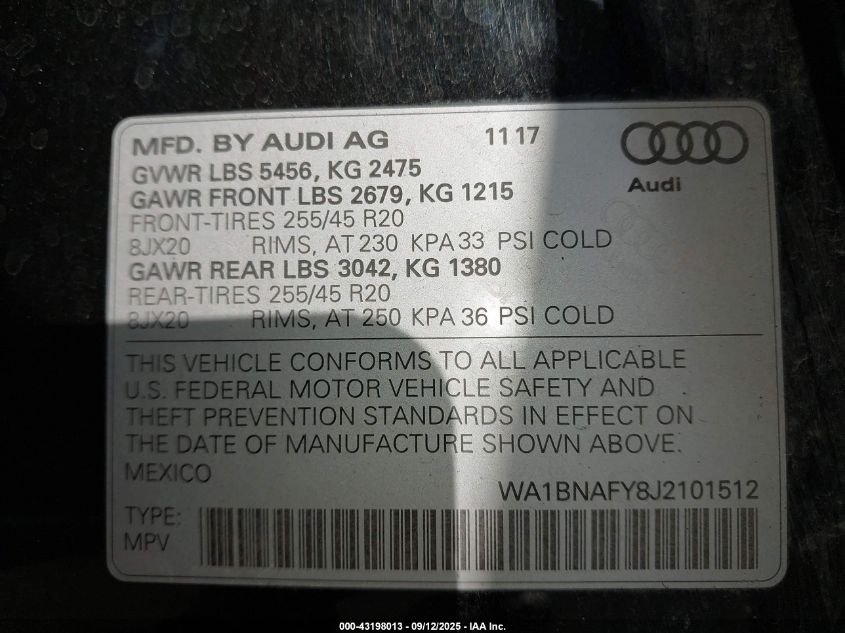 MFD. BY AUDI AG 11 17
GVWR LBS 5456, KG 2475
Audi
GAWR FRONT LBS 2679, KG 1215
FRONT-TIRES 255/45 R20
8JX20 RIMS, AT 230 KPA 33 PSI COLD
GAWR REAR LBS 3042, KG 1380
REAR-TIRES 255/45 R20
8JX20 RIMS, AT 250 KPA 36 PSI COLD
THIS VEHICLE CONFORMS TO ALL APPLICABLE
U.S. FEDERAL MOTOR VEHICLE SAFETY AND
THEFT PREVENTION STANDARDS IN EFFECT ON
THE DATE OF MANUFACTURE SHOWN ABOVE.
MEXICO
WA1BNAFY8J2101512
TYPE:
MPV
000-43198013 - 09/12/2025 - IAA Inc.